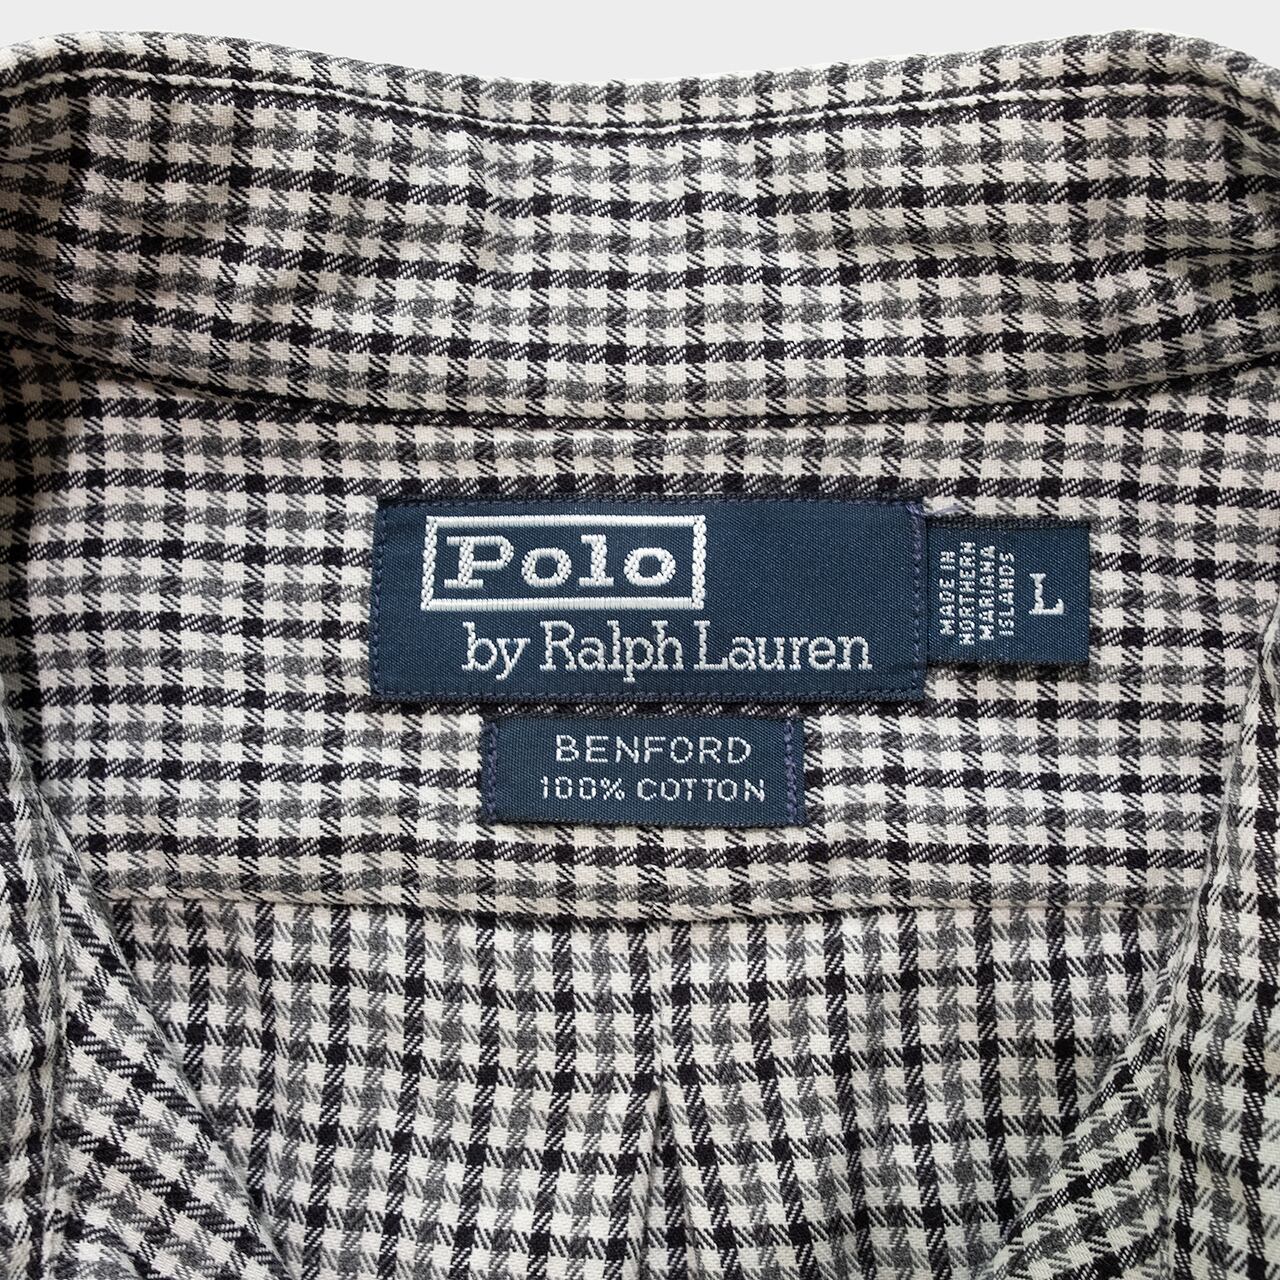 Polo
by Ralph Lauren
MADE IN
NORTHERN
MARIANA
ISLANDS
L
BENFORD
100% COTTON